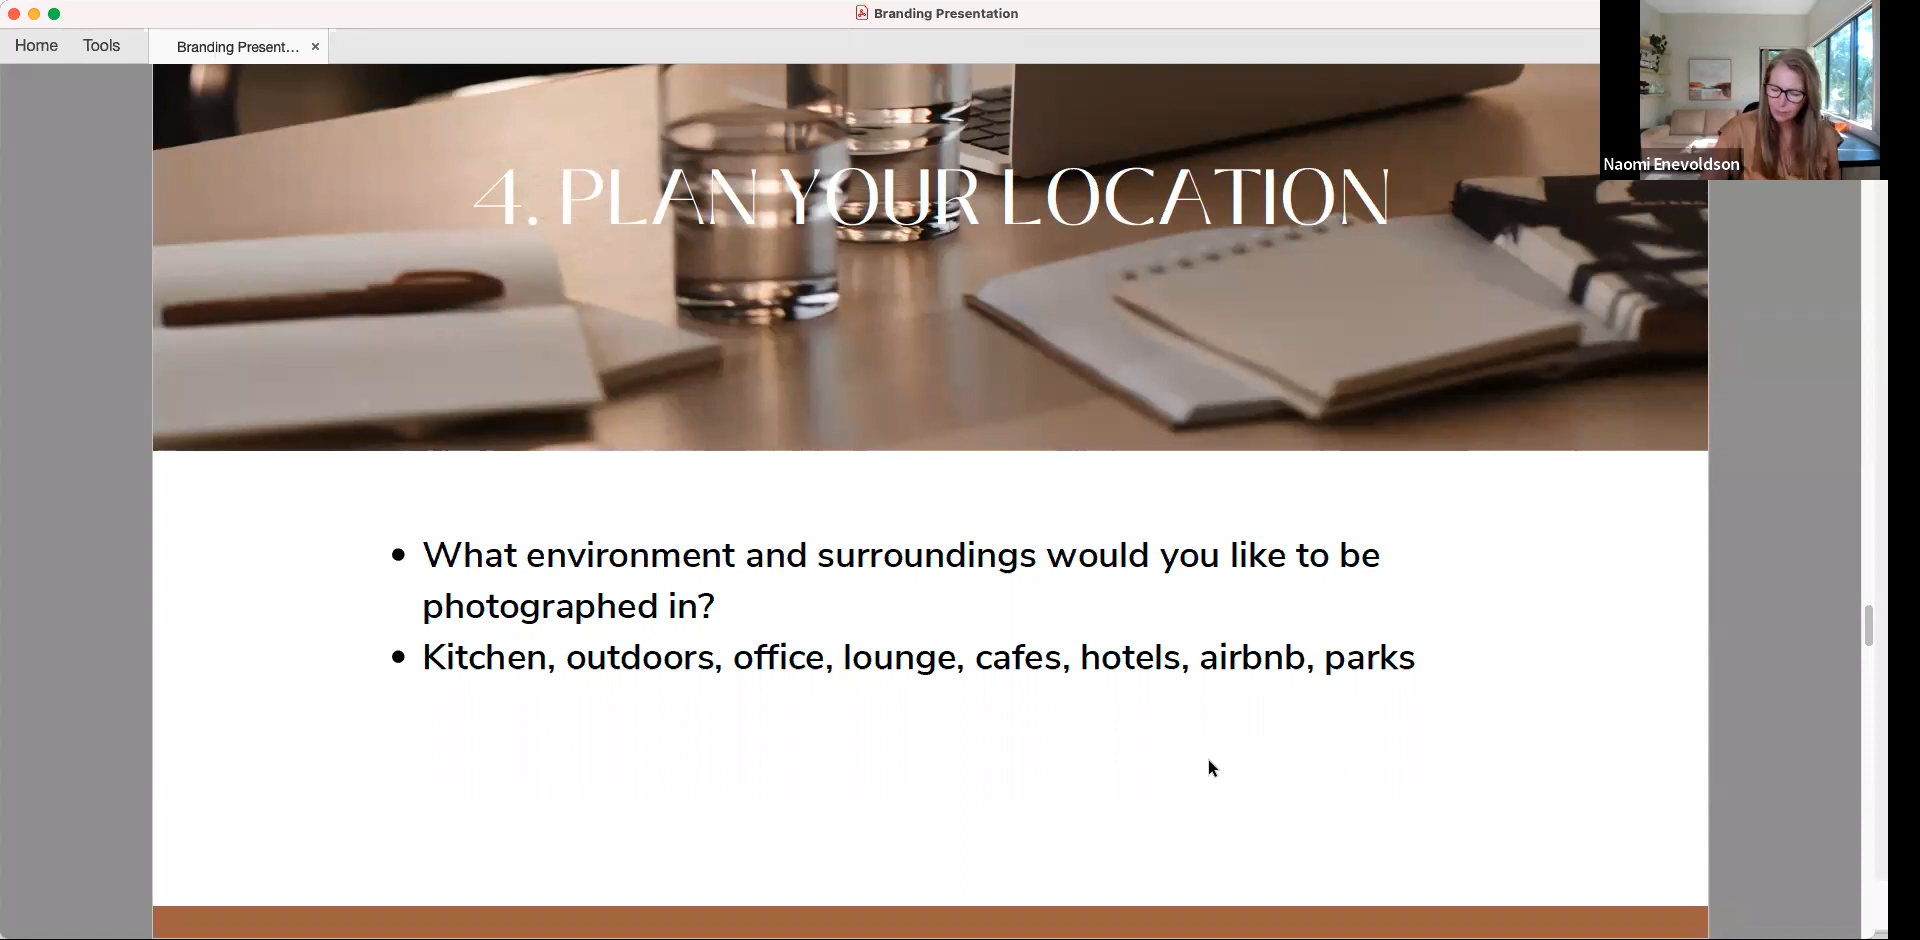 Branding Presentation
Home
Tools
Branding Present...
Naomi Enevoldson
4. PLAN YOUR LOCATION
What environment and surroundings would you like to be
photographed in?
Kitchen, outdoors, office, lounge, cafes, hotels, airbnb, parks